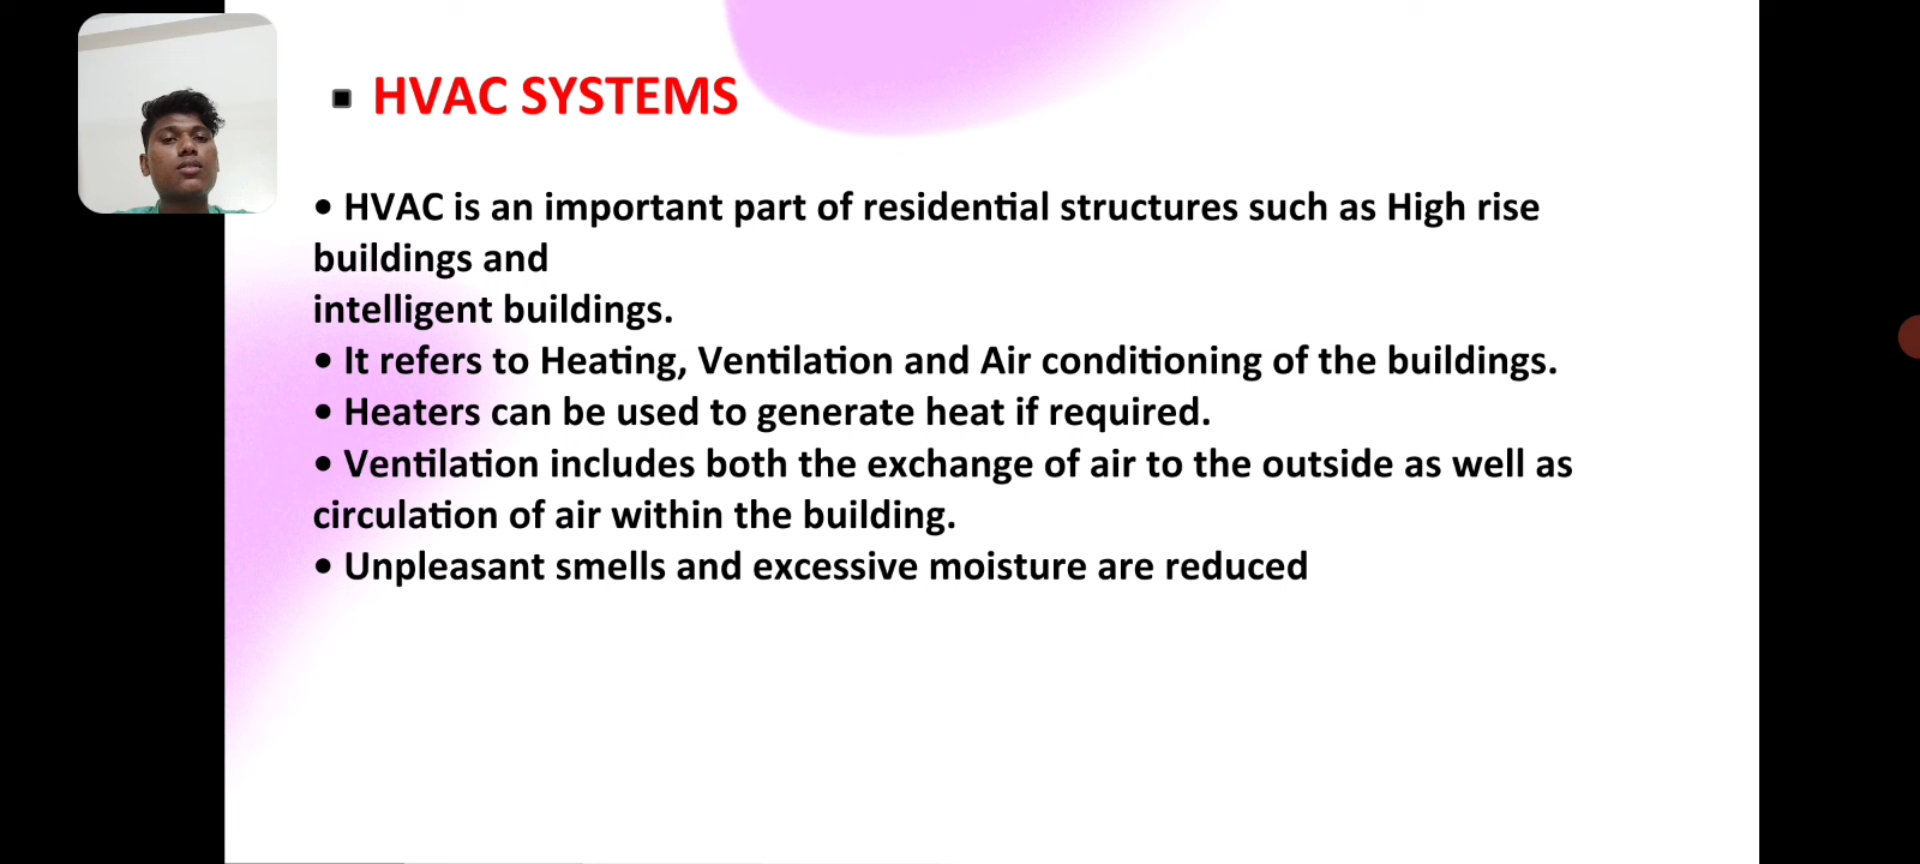 ▪ HVAC SYSTEMS
• HVAC is an important part of residential structures such as High rise
buildings and
intelligent buildings.
• It refers to Heating, Ventilation and Air conditioning of the buildings.
• Heaters can be used to generate heat if required.
• Ventilation includes both the exchange of air to the outside as well as
circulation of air within the building.
• Unpleasant smells and excessive moisture are reduced